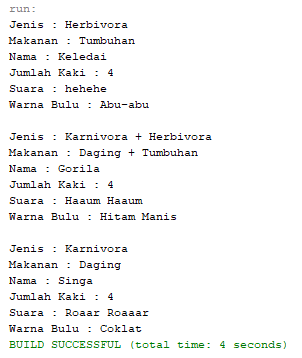 run:
Jenis : Herbivora
Makanan : Tumbuhan
Nama : Keledai
Jumlah Kaki : 4
Suara : hehehe
Warna Bulu : Abu-abu
Jenis : Karnivora + Herbivora
Makanan : Daging + Tumbuhan
Nama : Gorila
Jumlah Kaki : 4
Suara : Haaum Haaum
Warna Bulu : Hitam Manis
Jenis : Karnivora
Makanan : Daging
Nama : Singa
Jumlah Kaki : 4
Suara : Roaar Roaaar
Warna Bulu : Coklat
BUILD SUCCESSFUL (total time: 4 seconds)